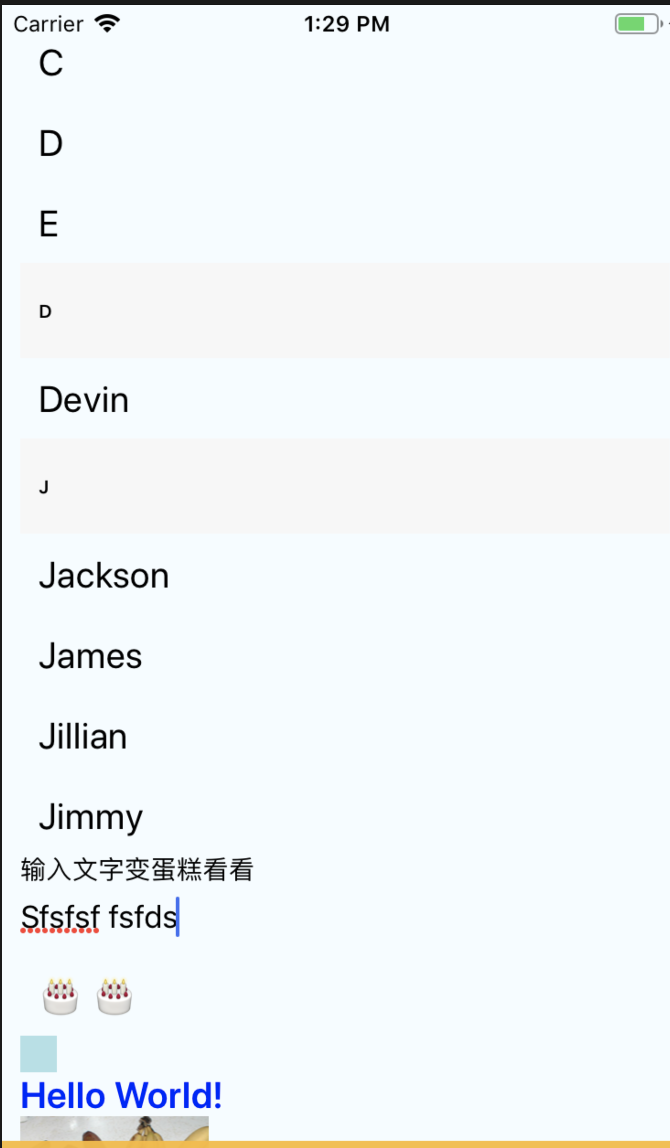 Carrier 1:29 PM
C
D
E
D
Devin
J
Jackson
James
Jillian
Jimmy
输入文字变蛋糕看看
Sfsfsf fsfds
🎂 🎂
Hello World!